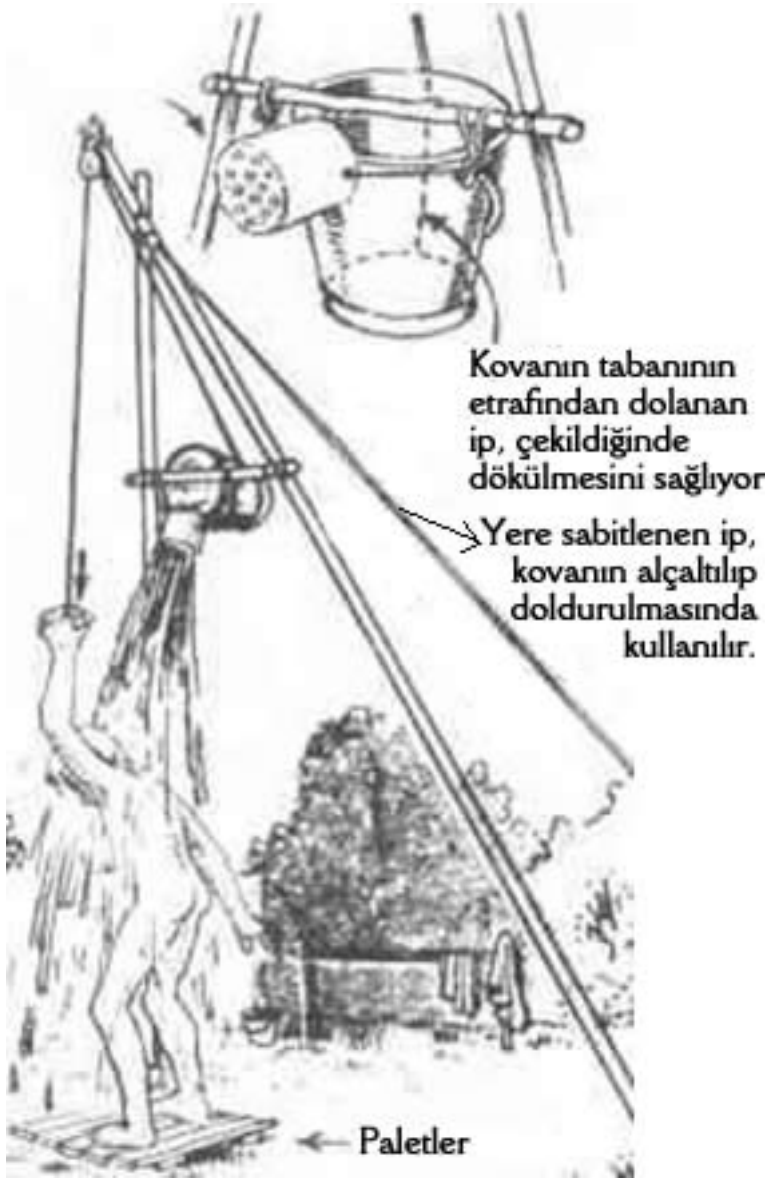 Kovanın tabanının
etrafından dolanan
ip, çekildiğinde
dökülmesini sağlıyor
Yere sabitlenen ip,
kovanın alçaltılıp
doldurulmasında
kullanılır.
Paletler